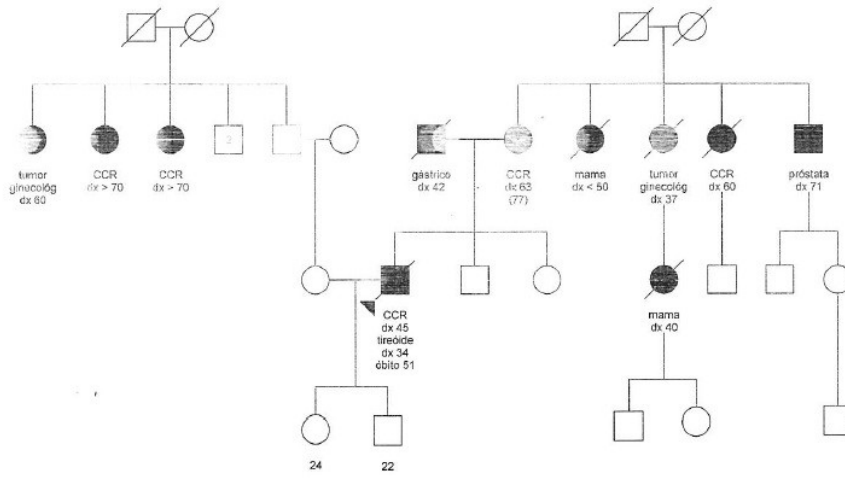 tumor
ginecológ
dx 60
CCR
dx > 70
CCR
dx > 70
2
gástrico
dx 42
CCR
dx 63
(77)
mama
dx < 50
tumor
ginecológ
dx 37
CCR
dx 60
próstata
dx 71
CCR
dx 45
tireóide
dx 34
óbito 51
mama
dx 40
24
22